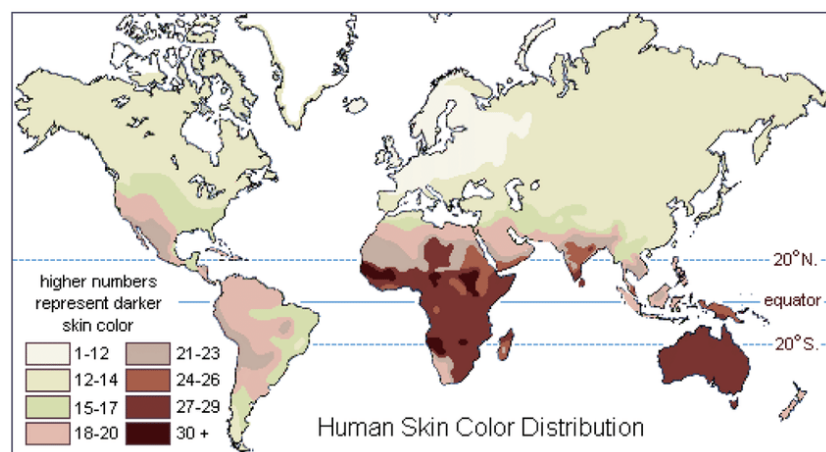 20°N.
higher numbers
represent darker
skin color
equator
1-12
21-23
20°S.
12-14
24-26
15-17
27-29
18-20
30 +
Human Skin Color Distribution